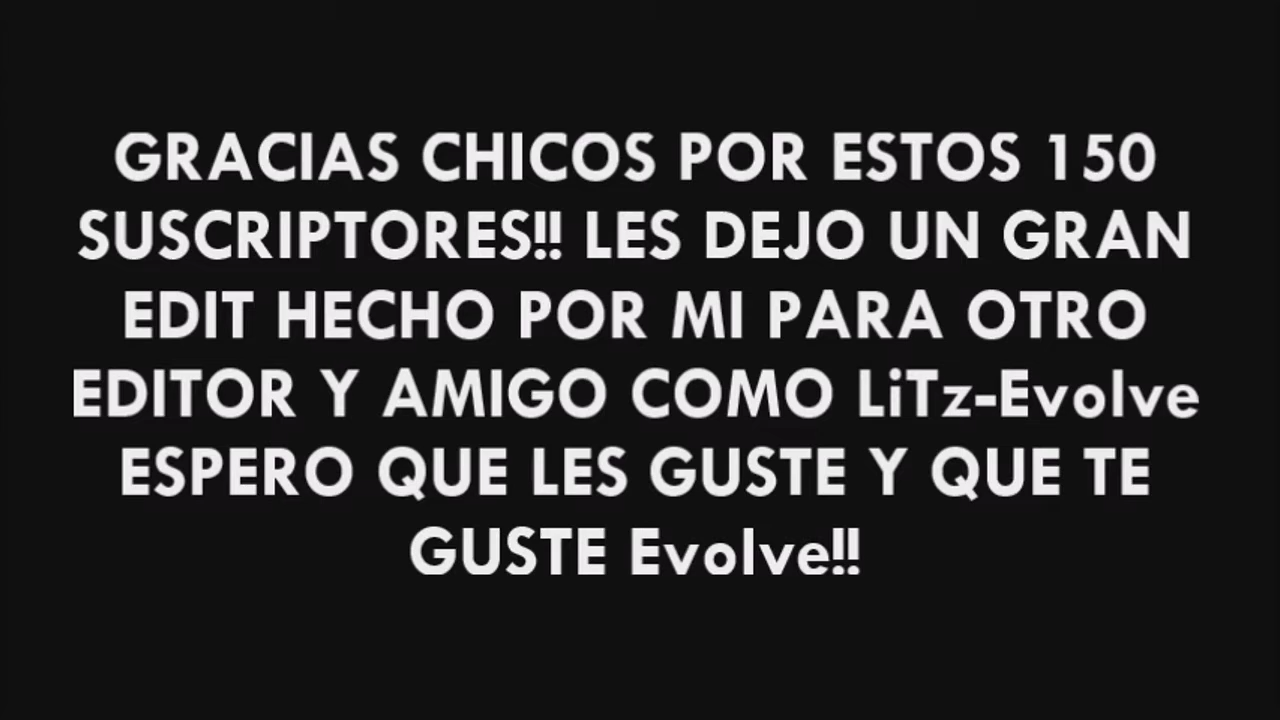 GRACIAS CHICOS POR ESTOS 150
SUSCRIPTORES!! LES DEJO UN GRAN
EDIT HECHO POR MI PARA OTRO
EDITOR Y AMIGO COMO LiTz-Evolve
ESPERO QUE LES GUSTE Y QUE TE
GUSTE Evolve!!